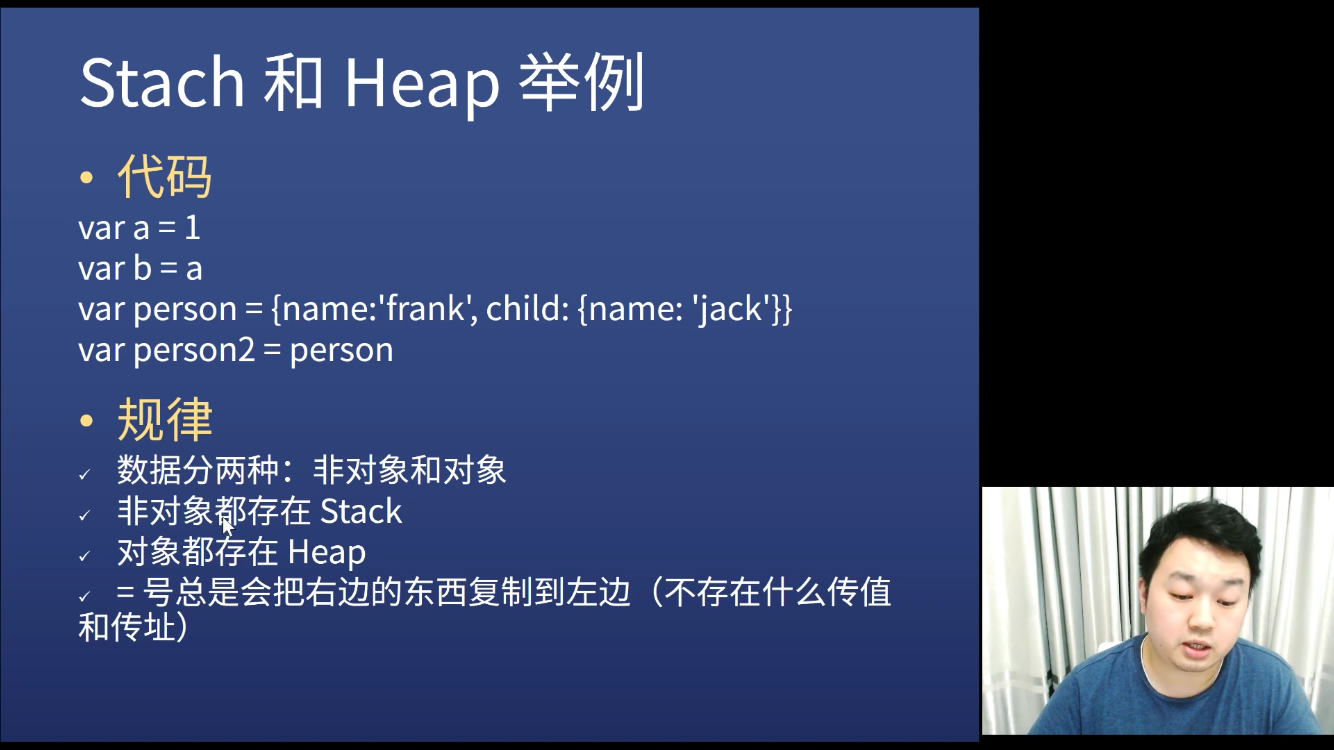 Stach 和 Heap 举例
• 代码
var a = 1
var b = a
var person = {name:'frank', child: {name: 'jack'}}
var person2 = person
• 规律
✓ 数据分两种：非对象和对象
✓ 非对象都存在 Stack
✓ 对象都存在 Heap
✓ = 号总是会把右边的东西复制到左边（不存在什么传值
和传址）